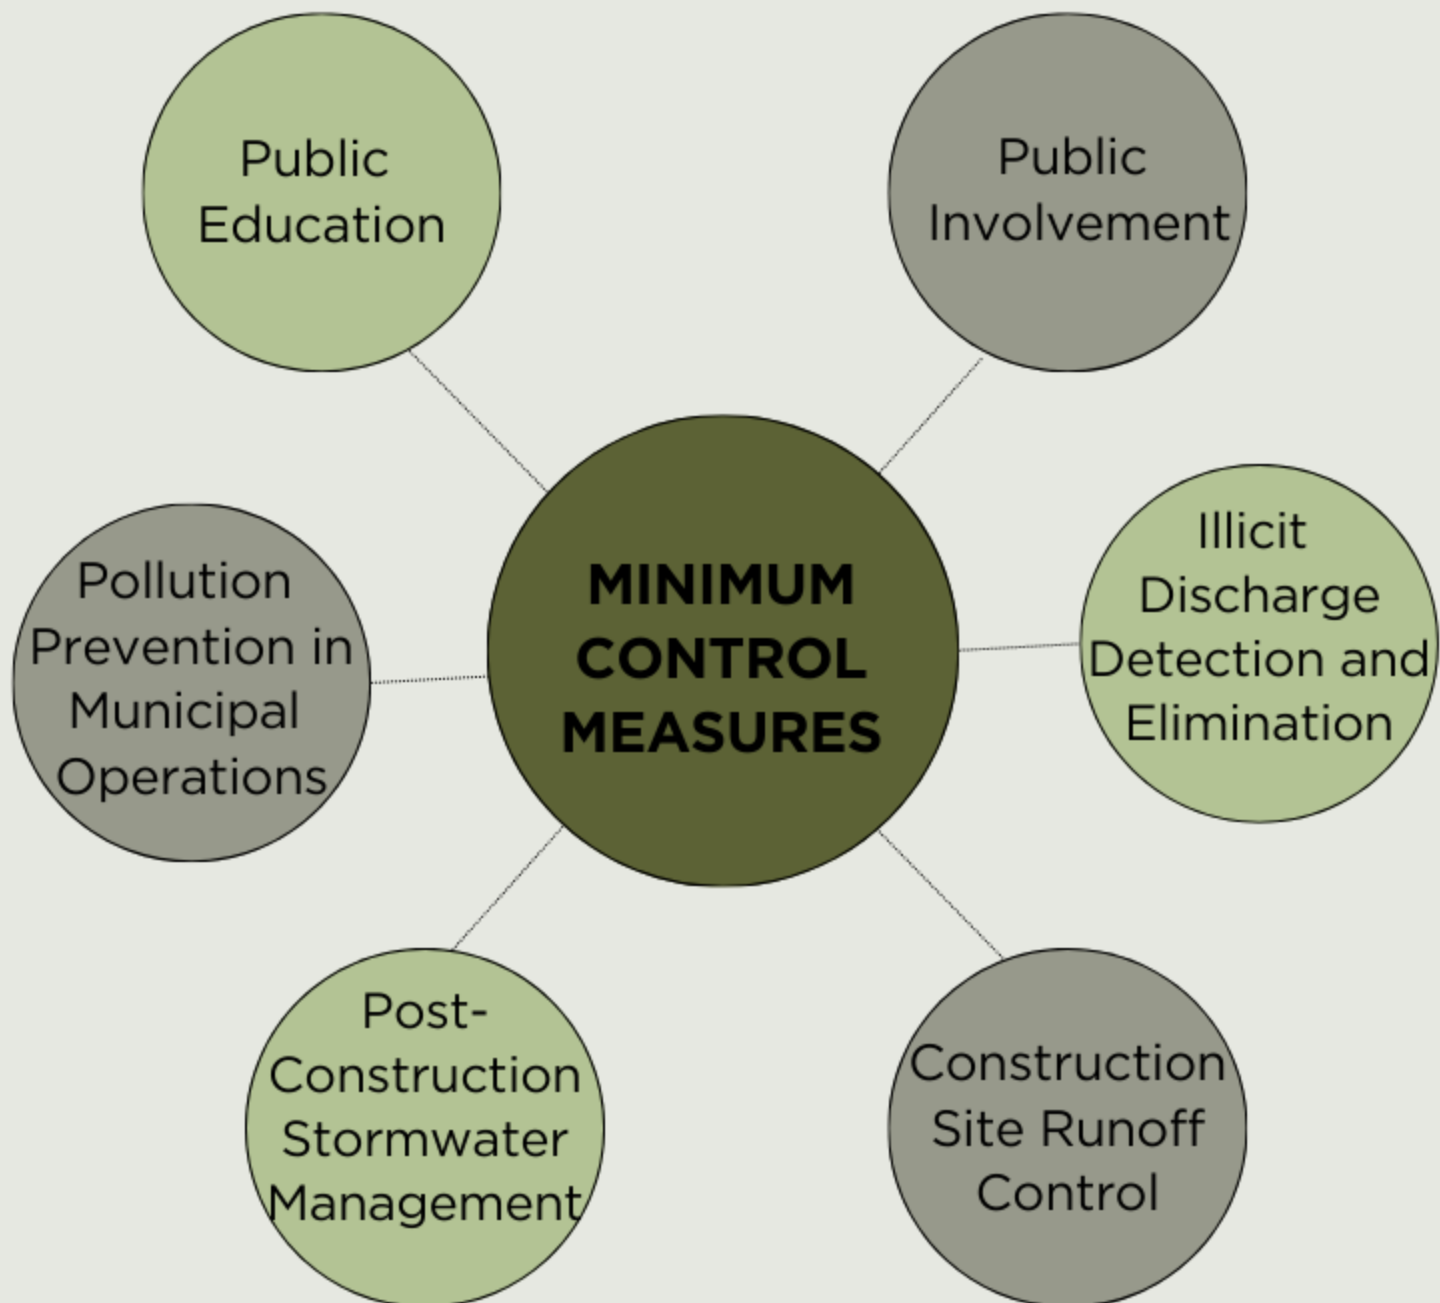 Public
Education
Public
Involvement
Illicit
Discharge
Detection and
Elimination
Pollution
Prevention in
Municipal
Operations
MINIMUM
CONTROL
MEASURES
Post-
Construction
Stormwater
Management
Construction
Site Runoff
Control